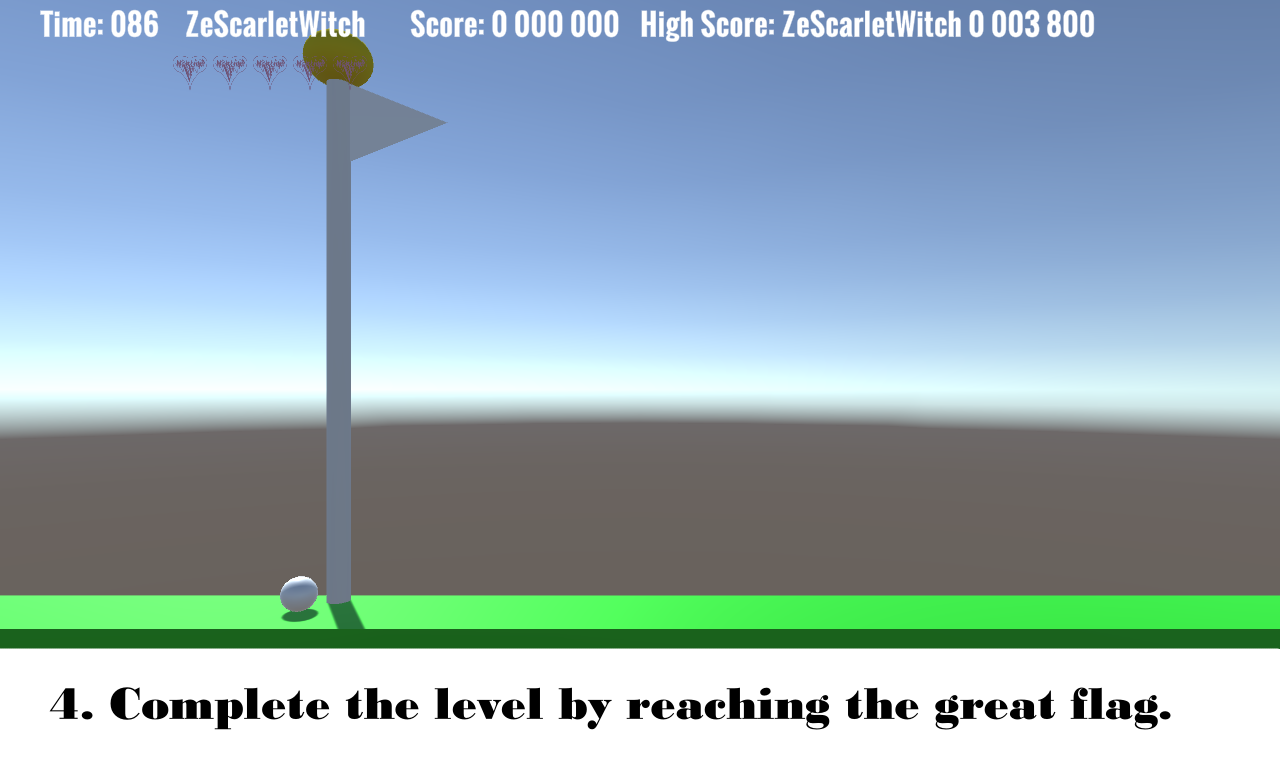 Time: 086 ZeScarletWitch Score: 0 000 000 High Score: ZeScarletWitch 0 003 800
4. Complete the level by reaching the great flag.